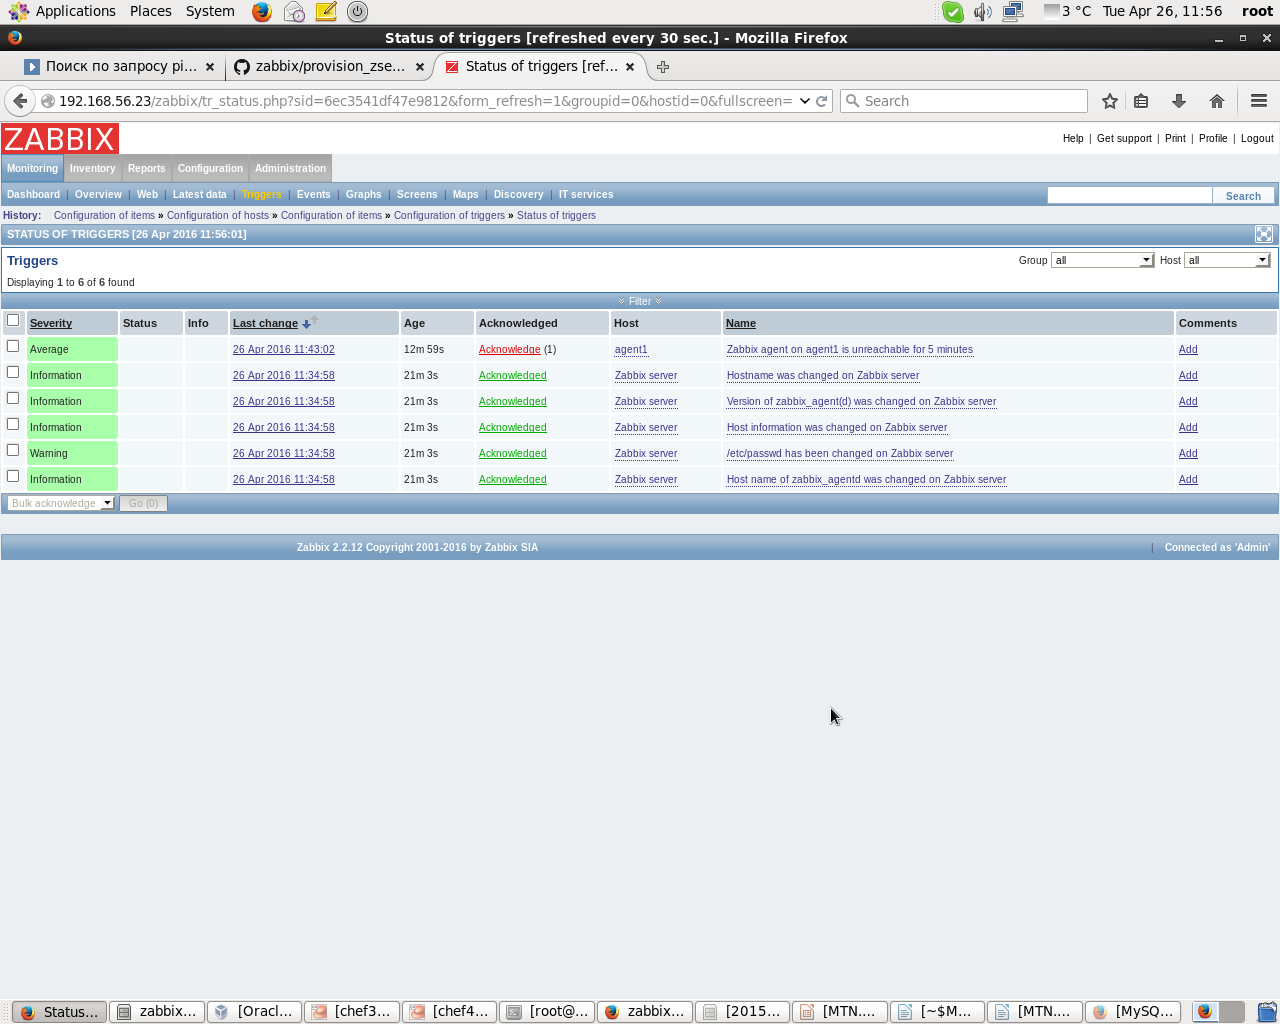 Applications Places System 3 °C Tue Apr 26, 11:56 root
Status of triggers [refreshed every 30 sec.] - Mozilla Firefox
Поиск по запросу pi... zabbix/provision_zse... Status of triggers [ref...
192.168.56.23/zabbix/tr_status.php?sid=6ec3541df47e9812&form_refresh=1&groupid=0&hostid=0&fullscreen= Search
ZABBIX Help | Get support | Print | Profile | Logout
Monitoring Inventory Reports Configuration Administration
Dashboard | Overview | Web | Latest data | Triggers | Events | Graphs | Screens | Maps | Discovery | IT services Search
History: Configuration of items » Configuration of hosts » Configuration of items » Configuration of triggers » Status of triggers
STATUS OF TRIGGERS [26 Apr 2016 11:56:01]
Triggers Group all Host all
Displaying 1 to 6 of 6 found
Filter
Severity Status Info Last change Age Acknowledged Host Name Comments
Average 26 Apr 2016 11:43:02 12m 59s Acknowledge (1) agent1 Zabbix agent on agent1 is unreachable for 5 minutes Add
Information 26 Apr 2016 11:34:58 21m 3s Acknowledged Zabbix server Hostname was changed on Zabbix server Add
Information 26 Apr 2016 11:34:58 21m 3s Acknowledged Zabbix server Version of zabbix_agent(d) was changed on Zabbix server Add
Information 26 Apr 2016 11:34:58 21m 3s Acknowledged Zabbix server Host information was changed on Zabbix server Add
Warning 26 Apr 2016 11:34:58 21m 3s Acknowledged Zabbix server /etc/passwd has been changed on Zabbix server Add
Information 26 Apr 2016 11:34:58 21m 3s Acknowledged Zabbix server Host name of zabbix_agentd was changed on Zabbix server Add
Bulk acknowledge Go (0)
Zabbix 2.2.12 Copyright 2001-2016 by Zabbix SIA | Connected as 'Admin'
Status... zabbix... [Oracl... [chef3... [chef4... [root@... zabbix... [2015... [MTN.... [~$M... [MTN.... [MySQ...